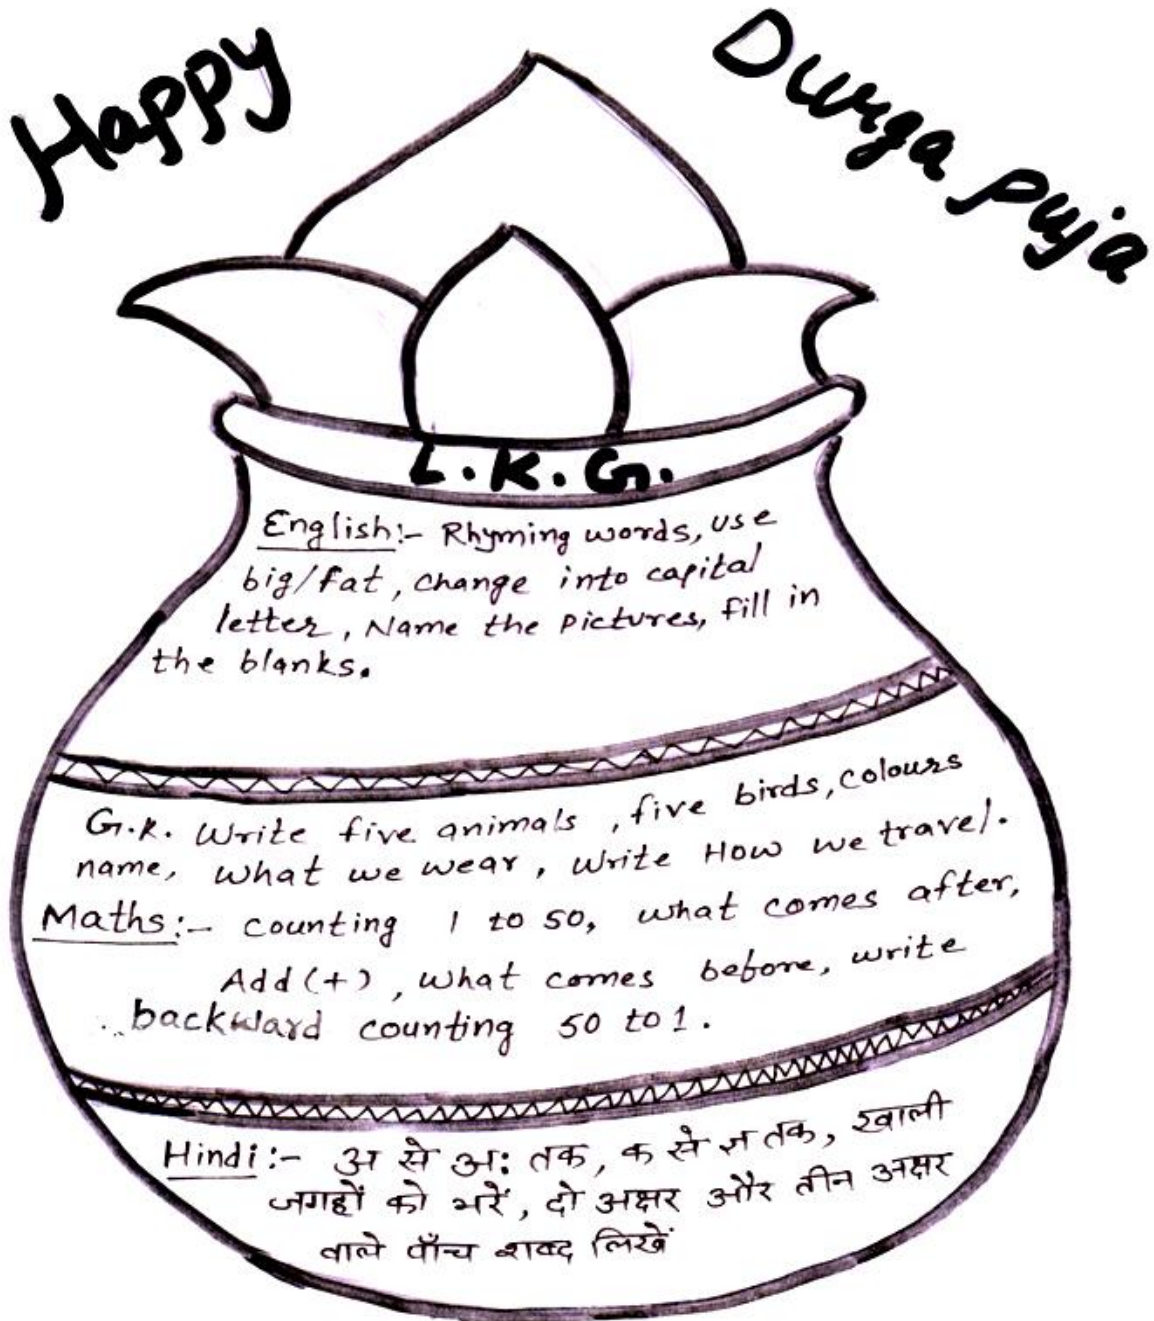 Happy
Durga puja
L.K.G.
English:- Rhyming words, use
big/fat, change into capital
letter, Name the pictures, fill in
the blanks.
G.K. Write five animals, five birds, colours
name, what we wear, write How we travel.
Maths:- counting 1 to 50, what comes after,
Add (+), what comes before, write
backward counting 50 to 1.
Hindi:- अ से अः तक, क से ज्ञ तक, खाली
जगहों को भरें, दो अक्षर और तीन अक्षर
वाले पाँच शब्द लिखें